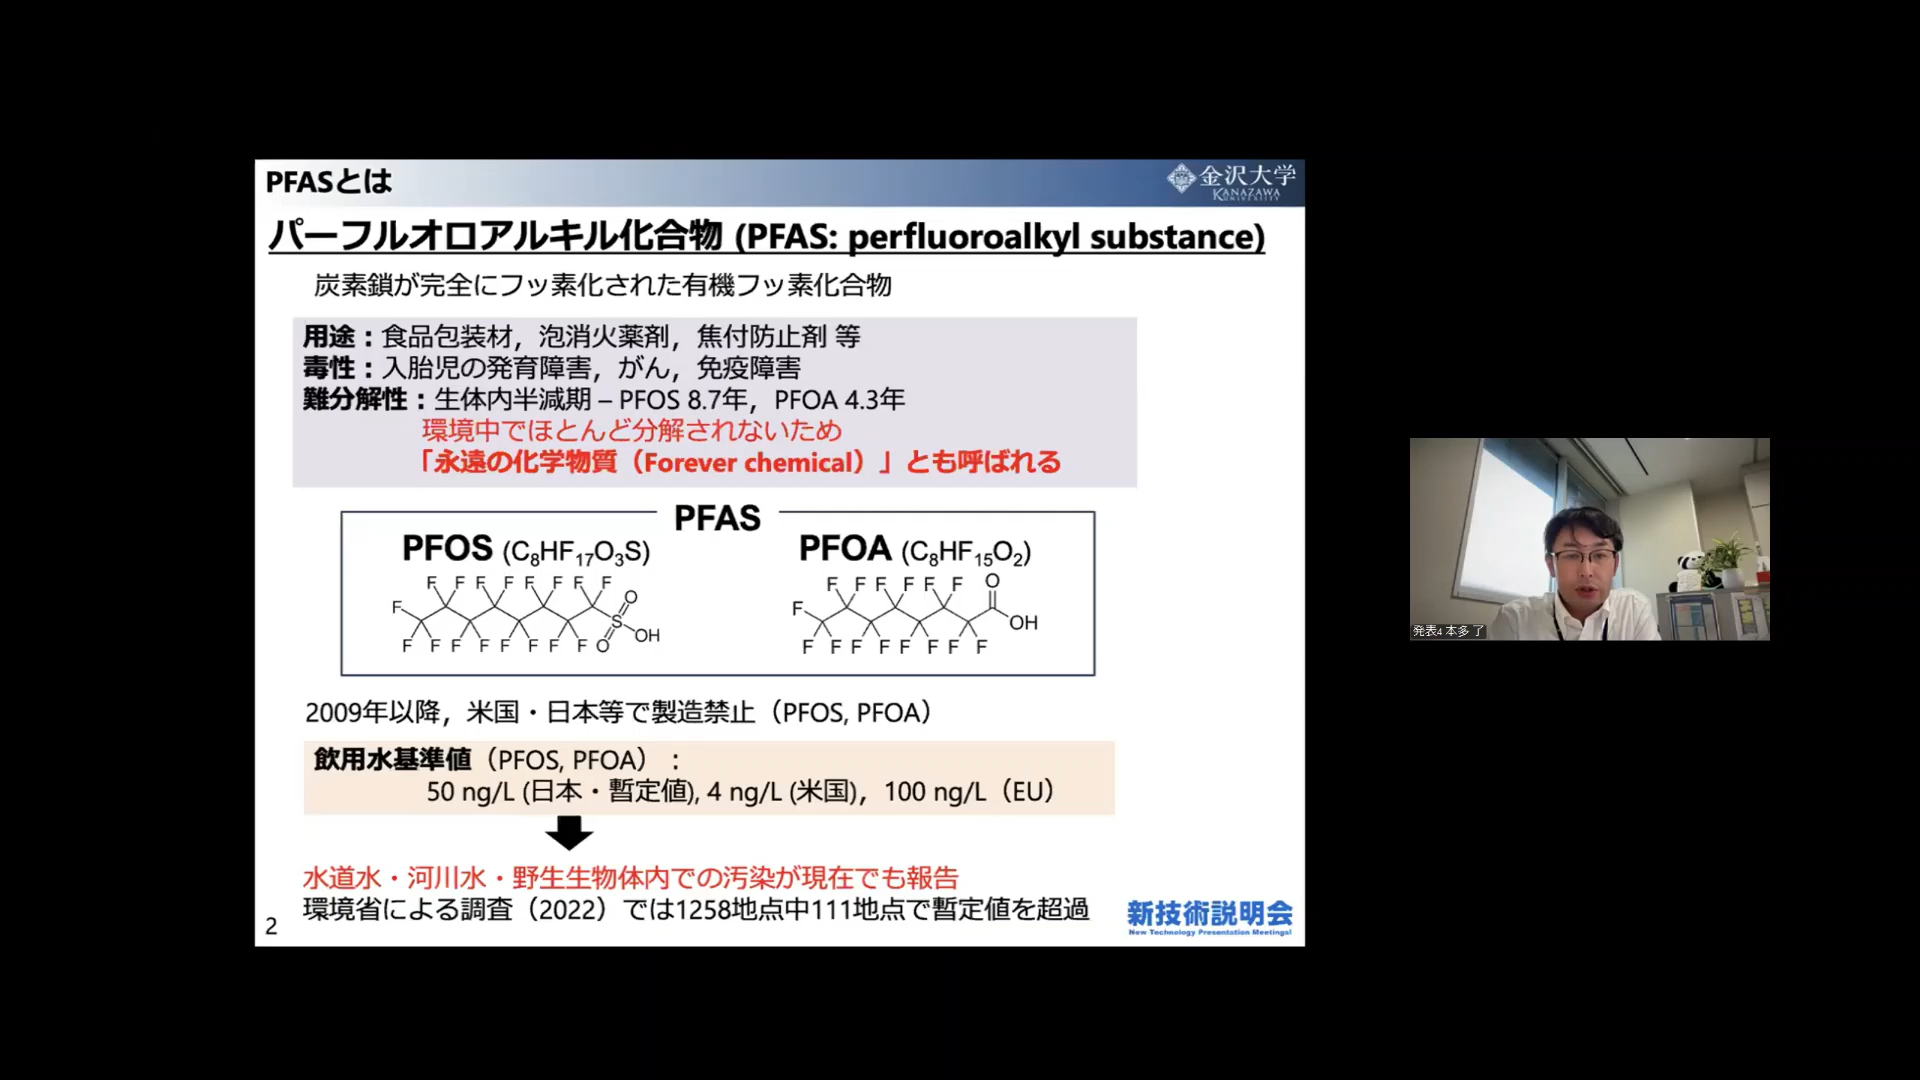 PFASとは
金沢大学
KANAZAWA
UNIVERSITY
パーフルオロアルキル化合物 (PFAS: perfluoroalkyl substance)
炭素鎖が完全にフッ素化された有機フッ素化合物
用途：食品包装材，泡消火薬剤，焦付防止剤 等
毒性：入胎児の発育障害，がん，免疫障害
難分解性：生体内半減期 – PFOS 8.7年，PFOA 4.3年
環境中でほとんど分解されないため
「永遠の化学物質（Forever chemical）」とも呼ばれる
PFAS
PFOS (C₈HF₁₇O₃S)
PFOA (C₈HF₁₅O₂)
F F F F F F F F O
F S OH
F F F F F F F F O
F F F F F F O
F OH
F F F F F F F F
2009年以降，米国・日本等で製造禁止（PFOS, PFOA）
飲用水基準値（PFOS, PFOA）：
50 ng/L (日本・暫定値), 4 ng/L (米国)，100 ng/L（EU）
水道水・河川水・野生生物体内での汚染が現在でも報告
環境省による調査（2022）では1258地点中111地点で暫定値を超過
2
新技術説明会
New Technology Presentation Meetings!
発表4 本多 了